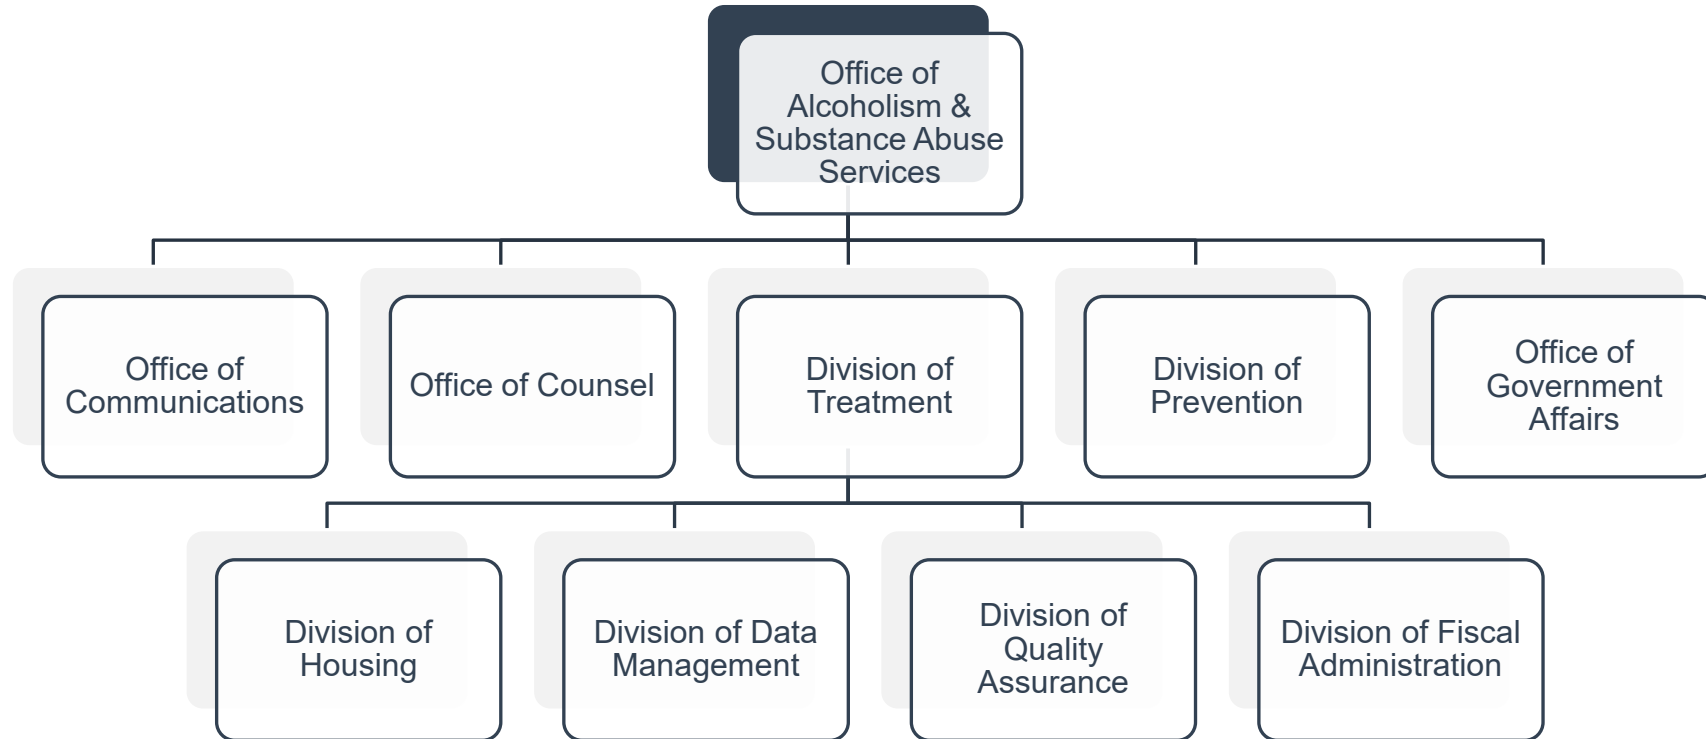 Office of
Alcoholism &
Substance Abuse
Services
Office of
Communications
Office of Counsel
Division of
Treatment
Division of
Prevention
Office of
Government
Affairs
Division of
Housing
Division of Data
Management
Division of
Quality
Assurance
Division of Fiscal
Administration